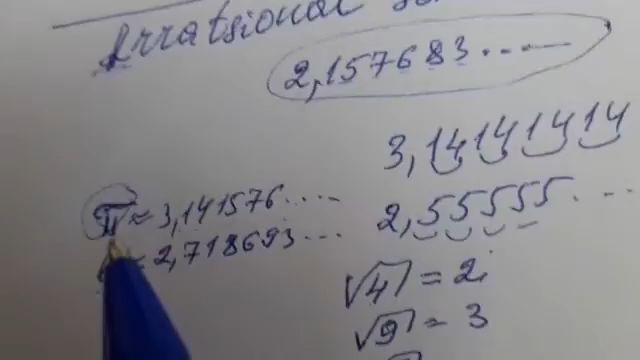 Irratsional
2,157683.....
3,14141414
π ≈ 3,141576.....
2,55555...
≈ 2,718693...
√4 = 2;
√9 = 3